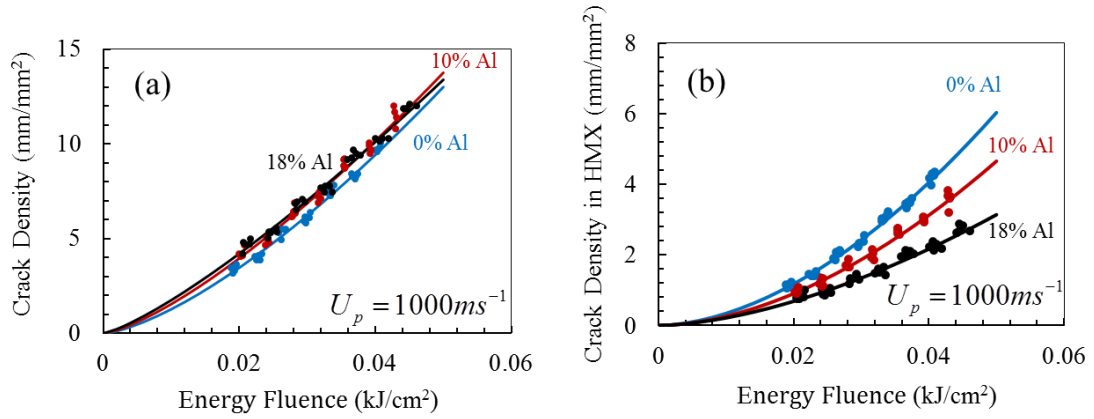 Crack Density (mm/mm²)
15
10
5
0
(a)
10% Al
18% Al
0% Al
U_p = 1000ms⁻¹
0
0.02
0.04
0.06
Energy Fluence (kJ/cm²)
Crack Density in HMX (mm/mm²)
8
6
4
2
0
(b)
0% Al
10% Al
18% Al
U_p = 1000ms⁻¹
0
0.02
0.04
0.06
Energy Fluence (kJ/cm²)